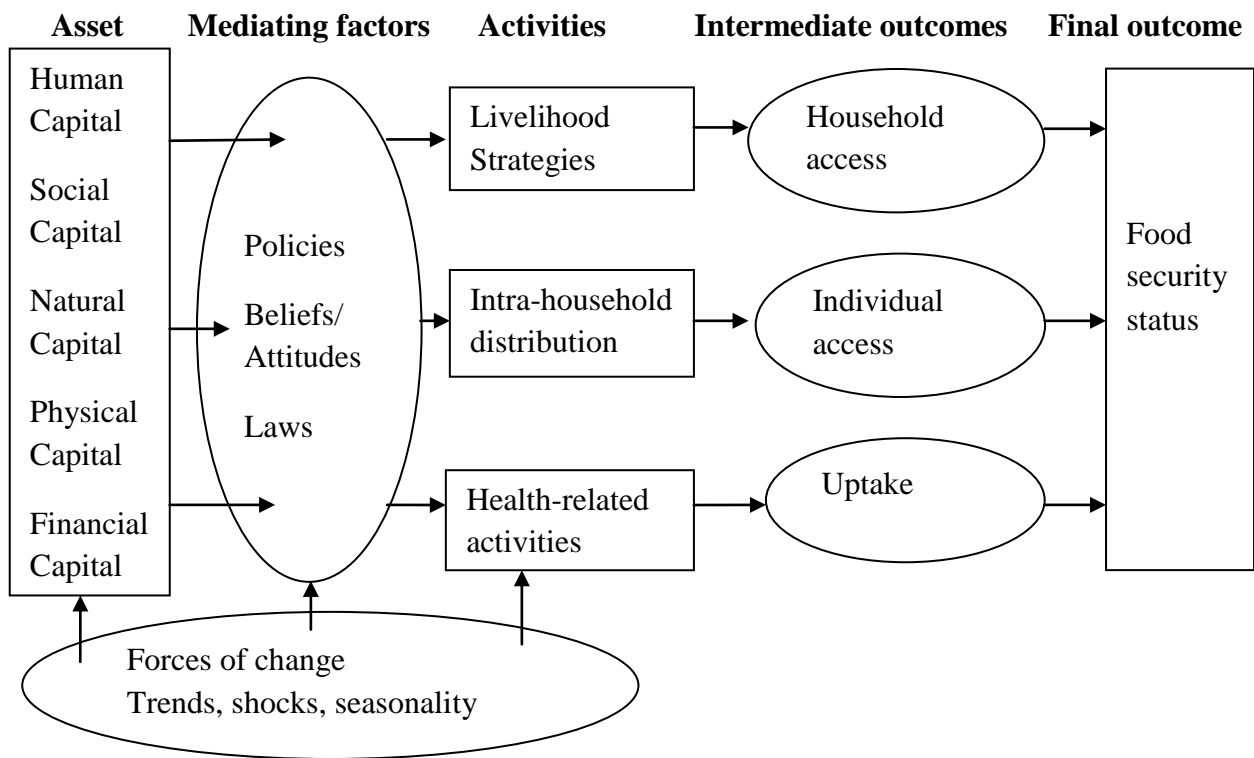 Asset Mediating factors Activities Intermediate outcomes Final outcome
Human
Capital
Social
Capital
Natural
Capital
Physical
Capital
Financial
Capital
Policies
Beliefs/
Attitudes
Laws
Livelihood
Strategies
Intra-household
distribution
Health-related
activities
Household
access
Individual
access
Uptake
Food
security
status
Forces of change
Trends, shocks, seasonality